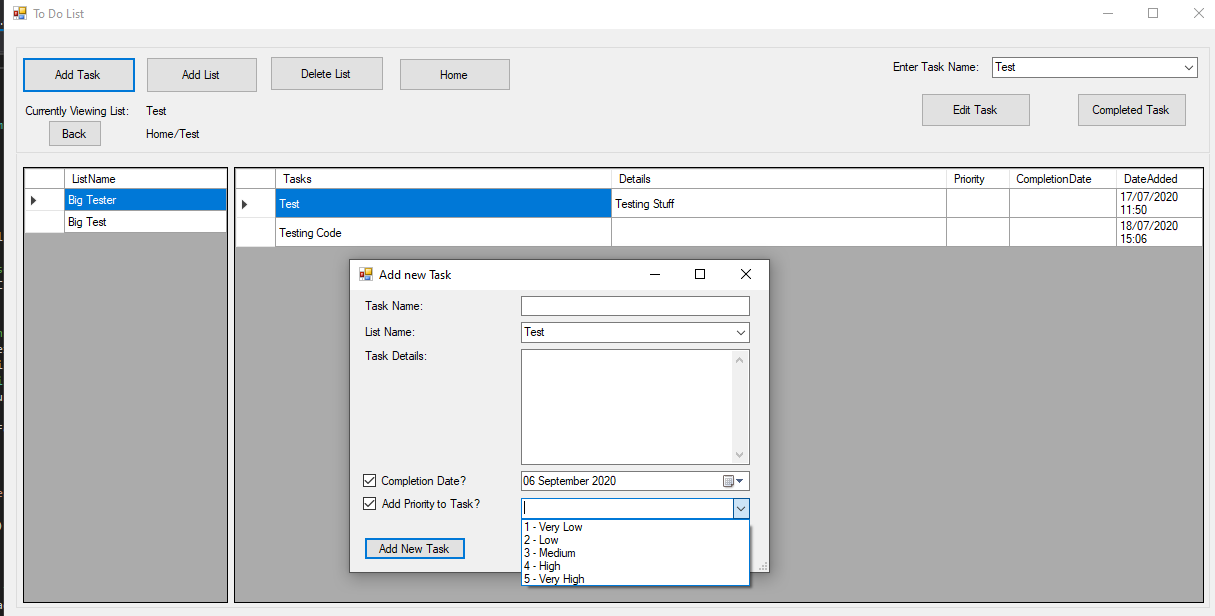 To Do List
Add Task
Add List
Delete List
Home
Enter Task Name:
Test
Currently Viewing List:
Test
Edit Task
Completed Task
Back
Home/Test
ListName
Big Tester
Big Test
Tasks
Details
Priority
CompletionDate
DateAdded
Test
Testing Stuff
17/07/2020
11:50
Testing Code
18/07/2020
15:06
Add new Task
Task Name:
List Name:
Test
Task Details:
Completion Date?
06 September 2020
Add Priority to Task?
1 - Very Low
2 - Low
3 - Medium
4 - High
5 - Very High
Add New Task